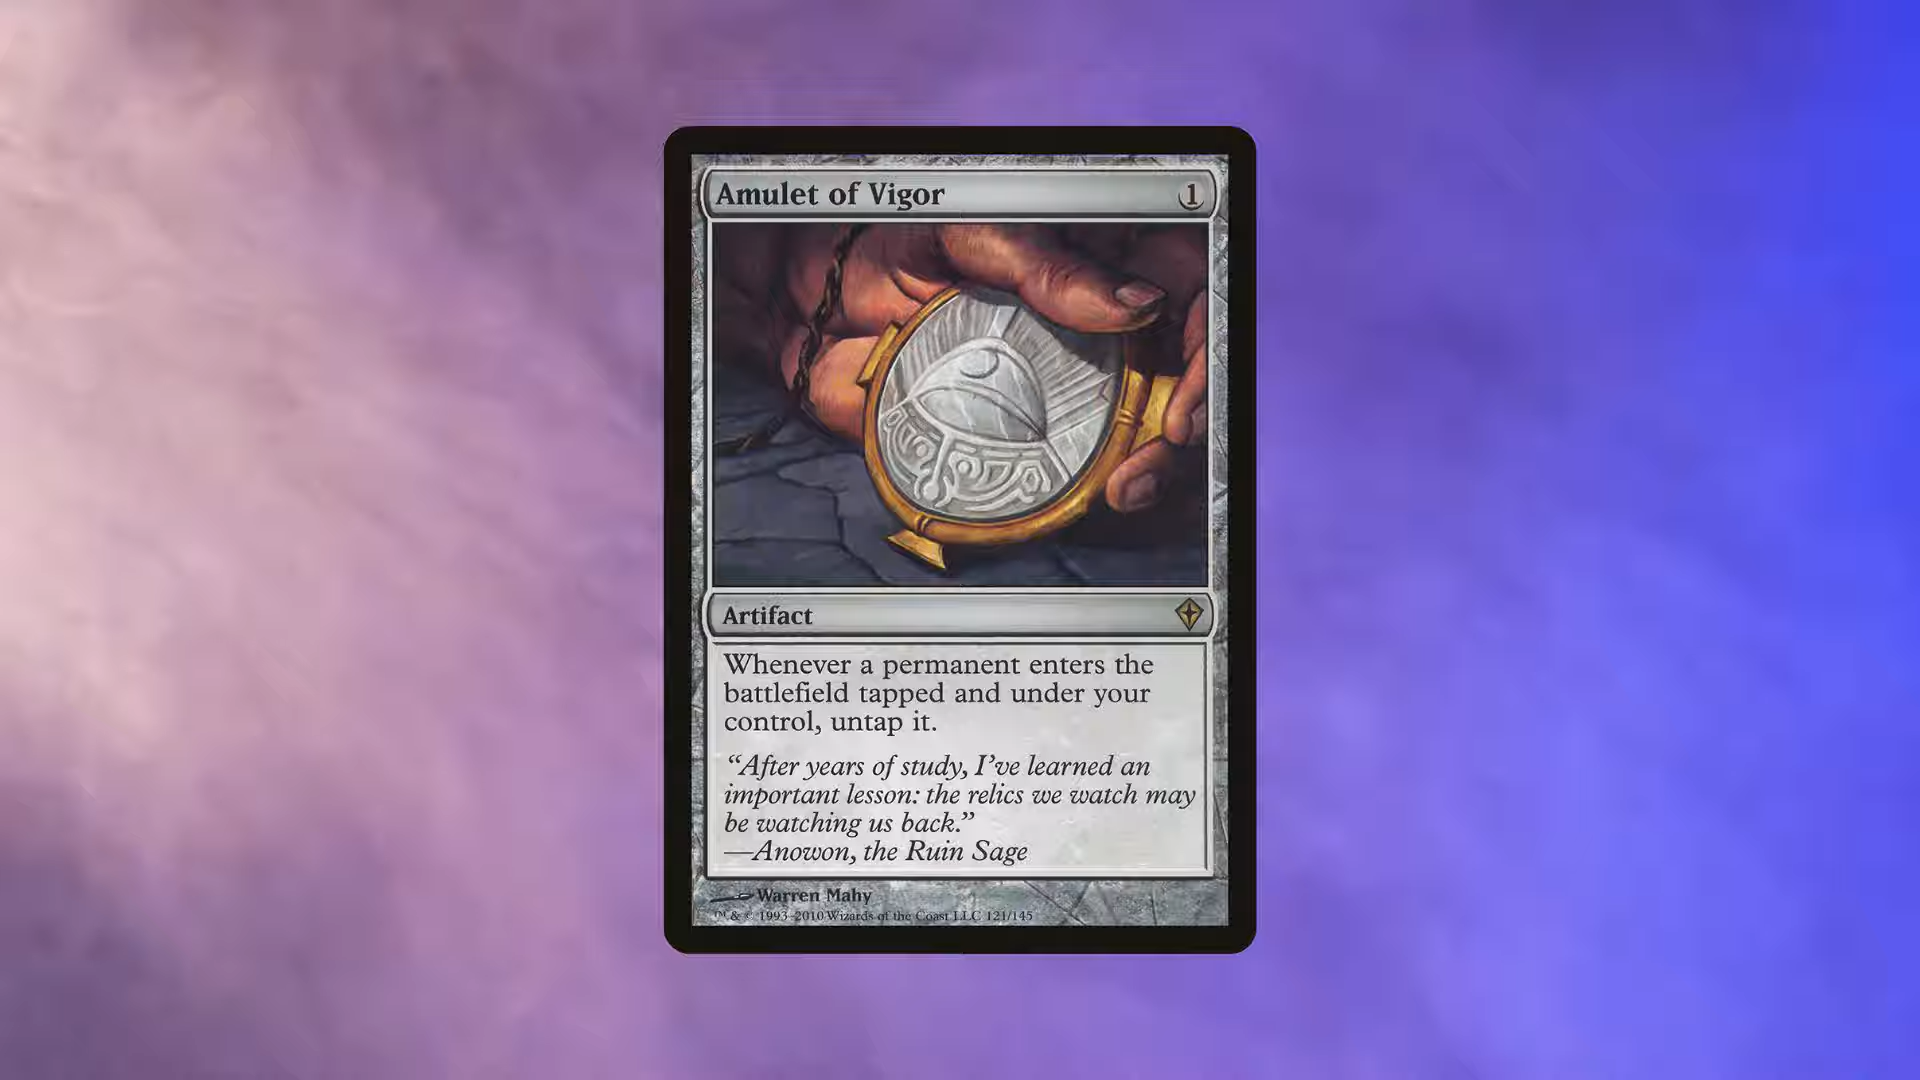 Amulet of Vigor 1
Artifact
Whenever a permanent enters the
battlefield tapped and under your
control, untap it.
“After years of study, I’ve learned an
important lesson: the relics we watch may
be watching us back.”
—Anowon, the Ruin Sage
Warren Mahy
™ & © 1993–2010 Wizards of the Coast LLC 121/145